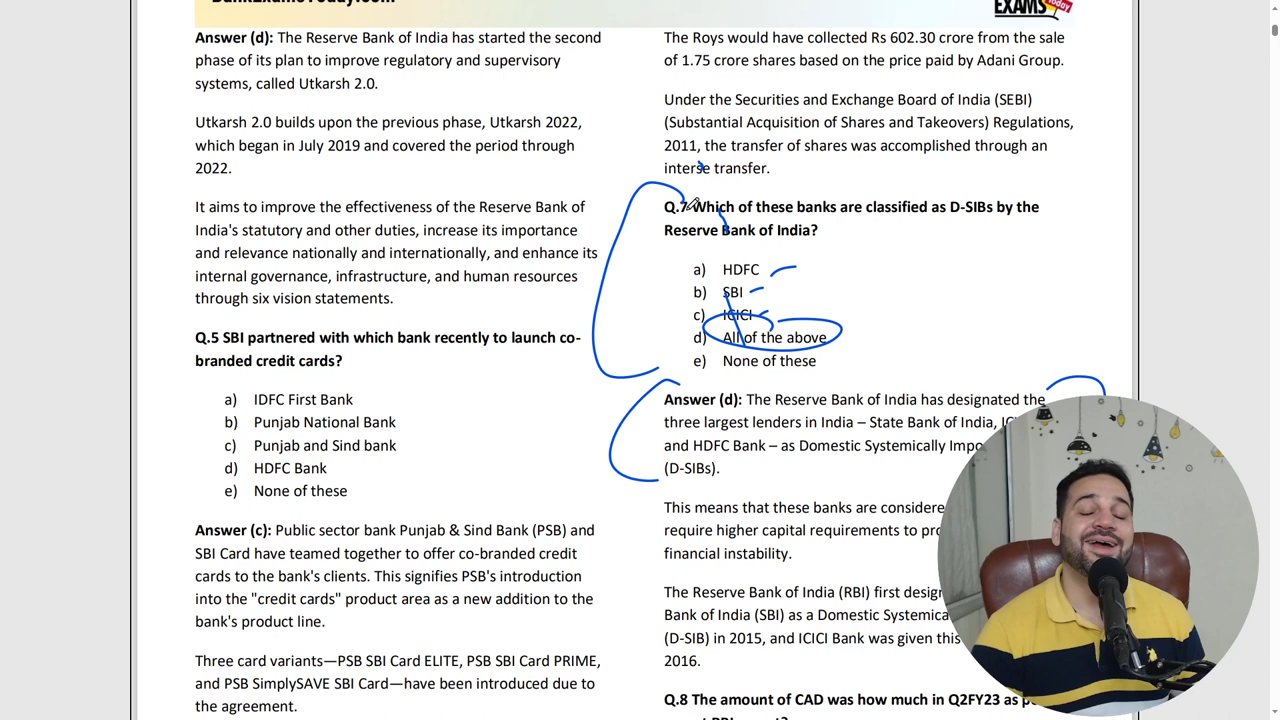 BankExamsToday.com
EXAMS
Today
Answer (d): The Reserve Bank of India has started the second
phase of its plan to improve regulatory and supervisory
systems, called Utkarsh 2.0.
Utkarsh 2.0 builds upon the previous phase, Utkarsh 2022,
which began in July 2019 and covered the period through
2022.
It aims to improve the effectiveness of the Reserve Bank of
India's statutory and other duties, increase its importance
and relevance nationally and internationally, and enhance its
internal governance, infrastructure, and human resources
through six vision statements.
Q.5 SBI partnered with which bank recently to launch co-
branded credit cards?
a) IDFC First Bank
b) Punjab National Bank
c) Punjab and Sind bank
d) HDFC Bank
e) None of these
Answer (c): Public sector bank Punjab & Sind Bank (PSB) and
SBI Card have teamed together to offer co-branded credit
cards to the bank's clients. This signifies PSB's introduction
into the "credit cards" product area as a new addition to the
bank's product line.
Three card variants—PSB SBI Card ELITE, PSB SBI Card PRIME,
and PSB SimplySAVE SBI Card—have been introduced due to
the agreement.
The Roys would have collected Rs 602.30 crore from the sale
of 1.75 crore shares based on the price paid by Adani Group.
Under the Securities and Exchange Board of India (SEBI)
(Substantial Acquisition of Shares and Takeovers) Regulations,
2011, the transfer of shares was accomplished through an
interse transfer.
Q.7 Which of these banks are classified as D-SIBs by the
Reserve Bank of India?
a) HDFC
b) SBI
c) ICICI
d) All of the above
e) None of these
Answer (d): The Reserve Bank of India has designated the
three largest lenders in India – State Bank of India,
and HDFC Bank – as Domestic Systemically
(D-SIBs).
This means that these banks are
require higher capital requirements to
financial instability.
The Reserve Bank of India (RBI) first
Bank of India (SBI) as a Domestic
(D-SIB) in 2015, and ICICI Bank was given this
2016.
Q.8 The amount of CAD was how much in Q2FY23 as